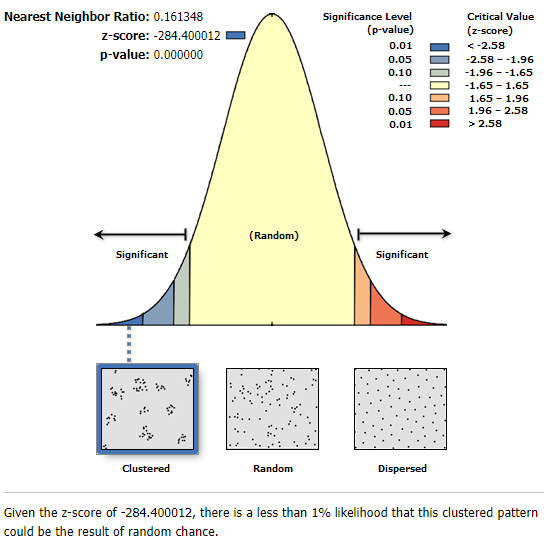 Nearest Neighbor Ratio: 0.161348
z-score: -284.400012
p-value: 0.000000
Significance Level (p-value)
Critical Value (z-score)
0.01 < -2.58
0.05 -2.58 – -1.96
0.10 -1.96 – -1.65
--- -1.65 – 1.65
0.10 1.65 – 1.96
0.05 1.96 – 2.58
0.01 > 2.58
(Random)
Significant
Significant
Clustered
Random
Dispersed
Given the z-score of -284.400012, there is a less than 1% likelihood that this clustered pattern
could be the result of random chance.